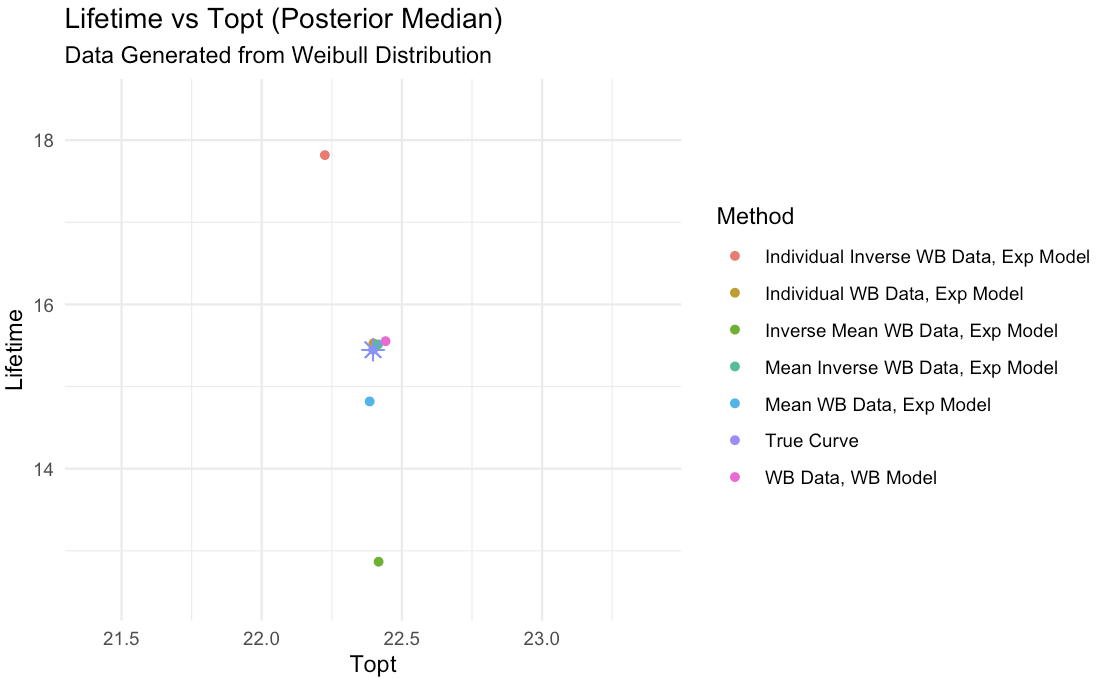 Lifetime vs Topt (Posterior Median)
Data Generated from Weibull Distribution
18
16
14
Lifetime
21.5
22.0
22.5
23.0
Topt
Method
Individual Inverse WB Data, Exp Model
Individual WB Data, Exp Model
Inverse Mean WB Data, Exp Model
Mean Inverse WB Data, Exp Model
Mean WB Data, Exp Model
True Curve
WB Data, WB Model